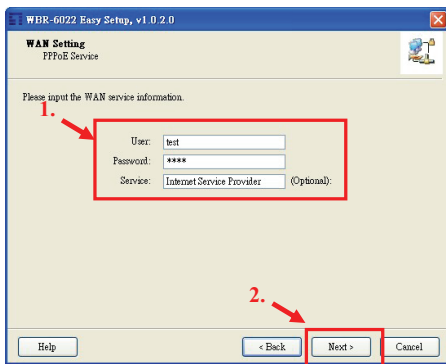 WBR-6022 Easy Setup, v1.0.2.0
WAN Setting
PPPoE Service
Please input the WAN service information.
1.
User: test
Password: ****
Service: Internet Service Provider (Optional):
2.
Help < Back Next > Cancel